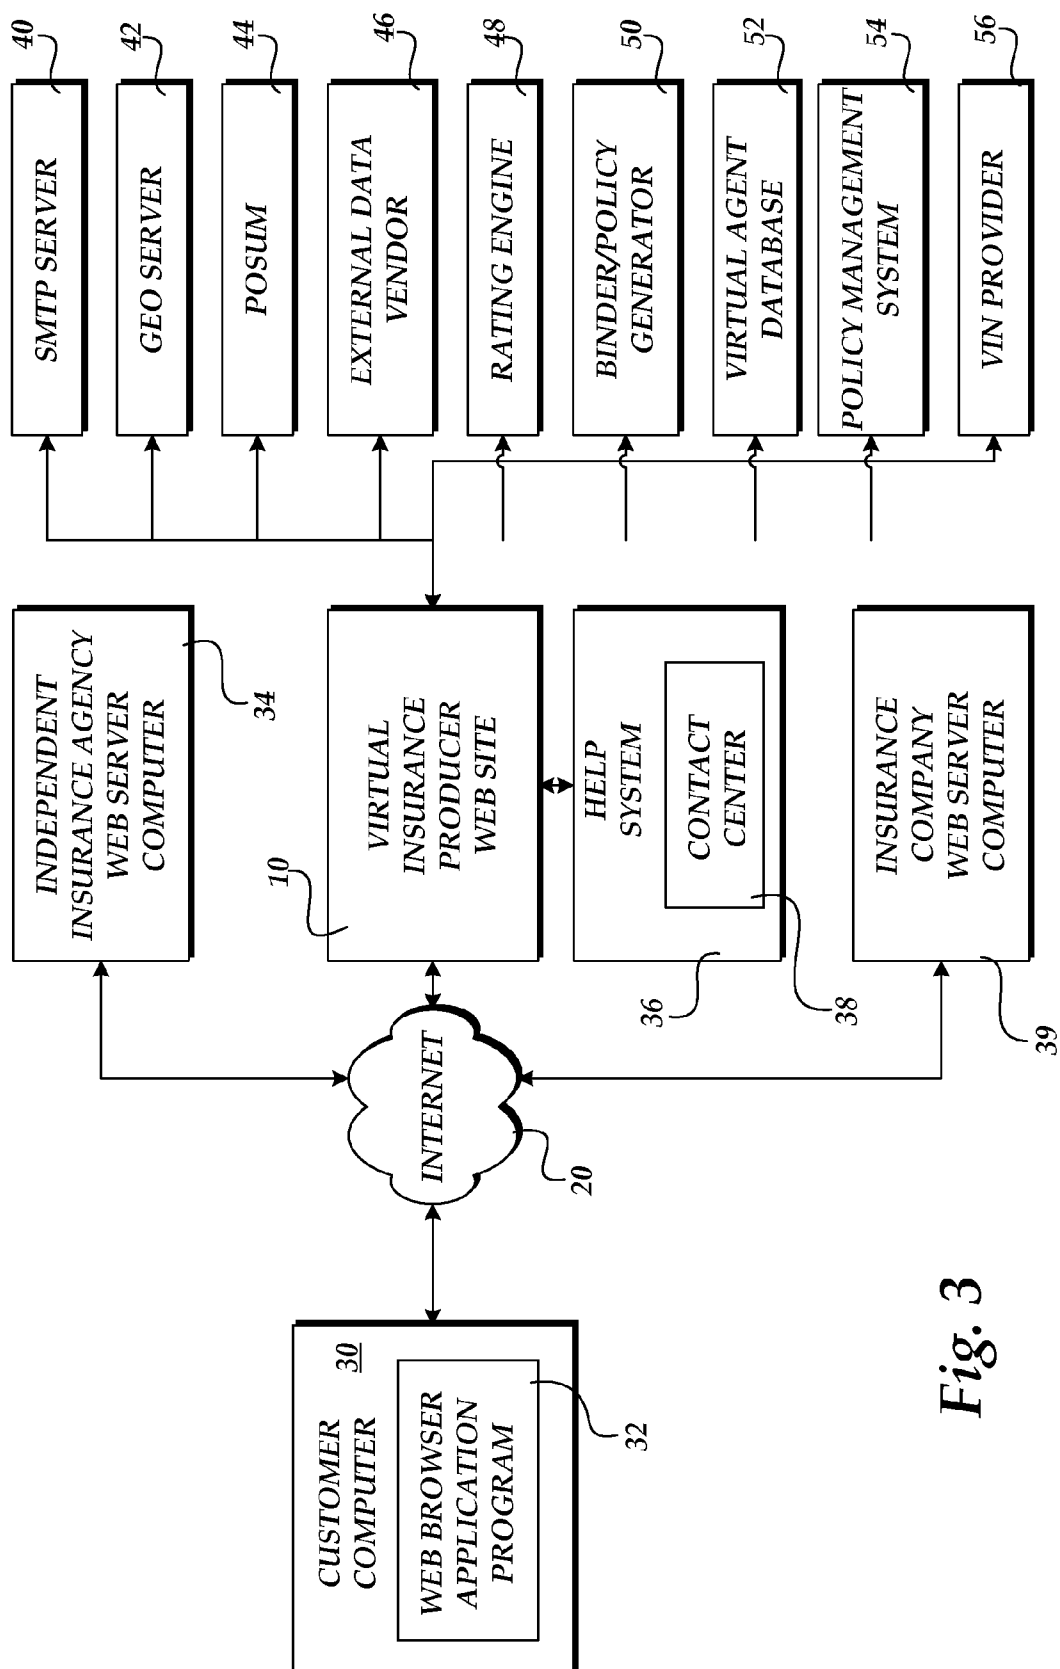 CUSTOMER
COMPUTER
30
WEB BROWSER
APPLICATION
PROGRAM
32
INTERNET
20
INDEPENDENT
INSURANCE AGENCY
WEB SERVER
COMPUTER
34
10
VIRTUAL
INSURANCE
PRODUCER
WEB SITE
HELP
SYSTEM
CONTACT
CENTER
36
38
INSURANCE
COMPANY
WEB SERVER
COMPUTER
39
SMTP SERVER
40
GEO SERVER
42
POSUM
44
EXTERNAL DATA
VENDOR
46
RATING ENGINE
48
BINDER/POLICY
GENERATOR
50
VIRTUAL AGENT
DATABASE
52
POLICY MANAGEMENT
SYSTEM
54
VIN PROVIDER
56
Fig. 3